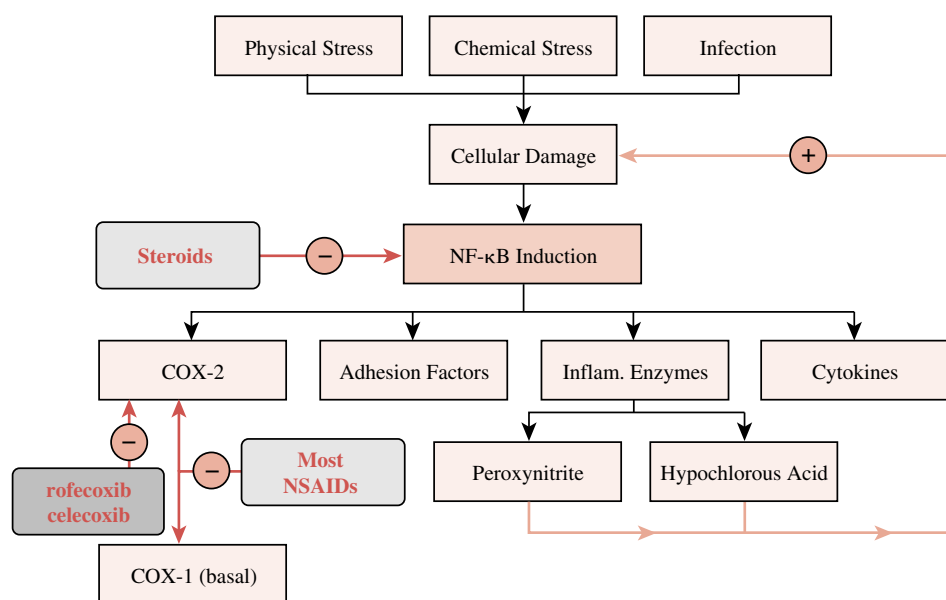 Physical Stress
Chemical Stress
Infection
Cellular Damage
+
Steroids
−
NF-κB Induction
COX-2
Adhesion Factors
Inflam. Enzymes
Cytokines
−
−
Most
NSAIDs
Peroxynitrite
Hypochlorous Acid
rofecoxib
celecoxib
COX-1 (basal)